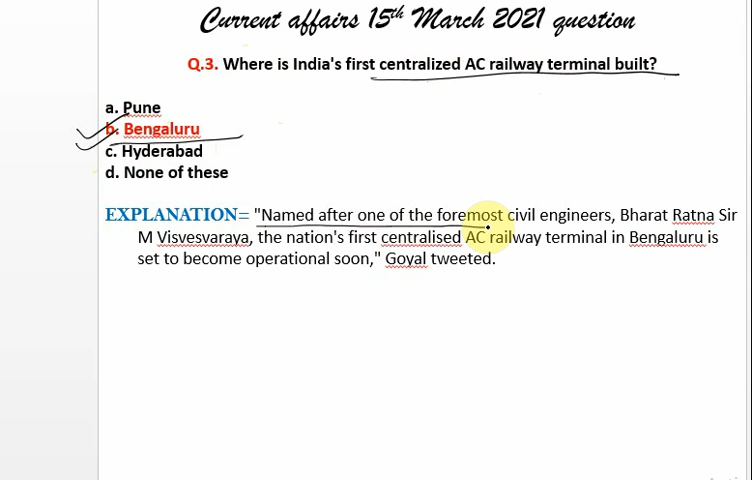 Current affairs 15th March 2021 question
Q.3. Where is India's first centralized AC railway terminal built?
a. Pune
b. Bengaluru
c. Hyderabad
d. None of these
EXPLANATION= "Named after one of the foremost civil engineers, Bharat Ratna Sir
M Visvesvaraya, the nation's first centralised AC railway terminal in Bengaluru is
set to become operational soon," Goyal tweeted.